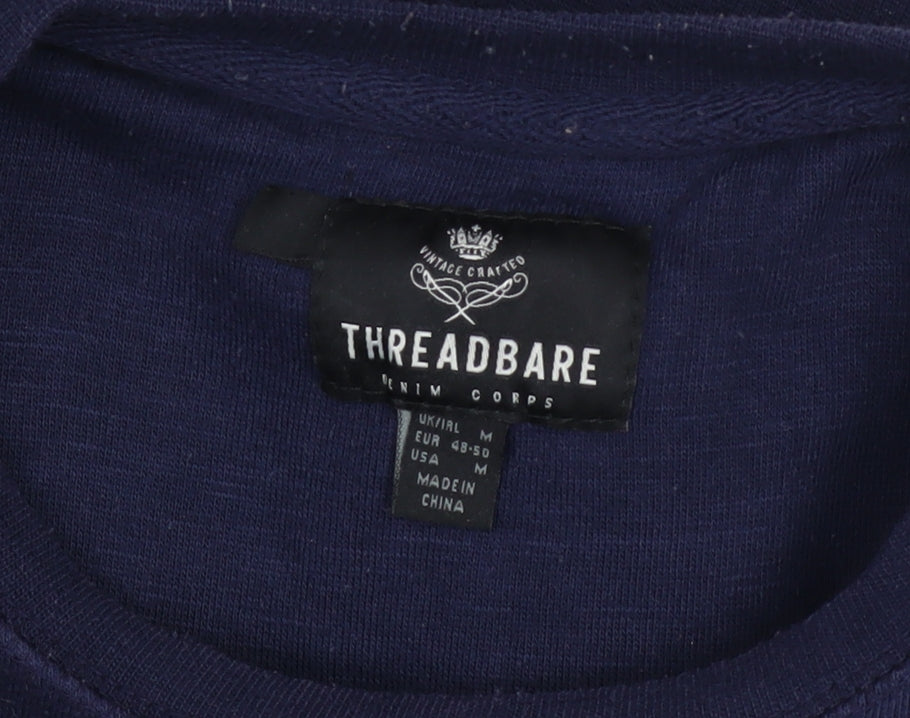 VINTAGE CRAFTED
THREADBARE
DENIM CORPS
UK/IRL M
EUR 48-50
USA M
MADE IN
CHINA